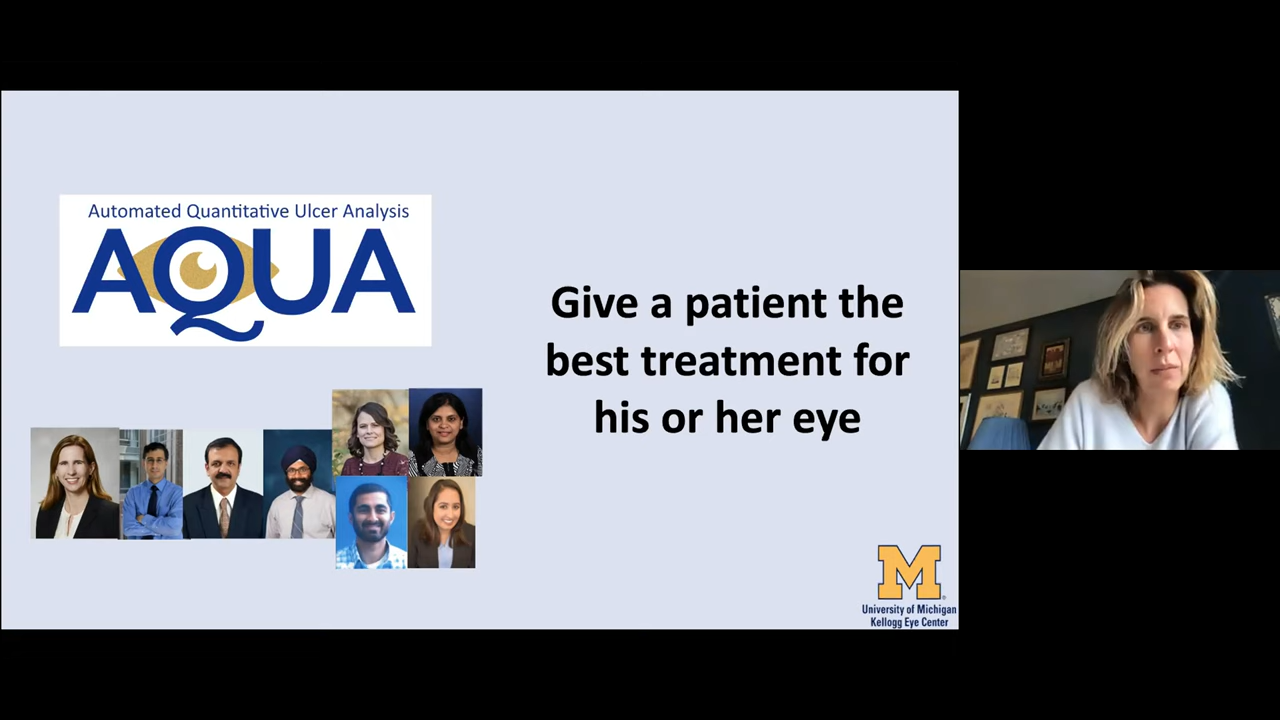 Automated Quantitative Ulcer Analysis
AQUA
Give a patient the
best treatment for
his or her eye
M
University of Michigan
Kellogg Eye Center